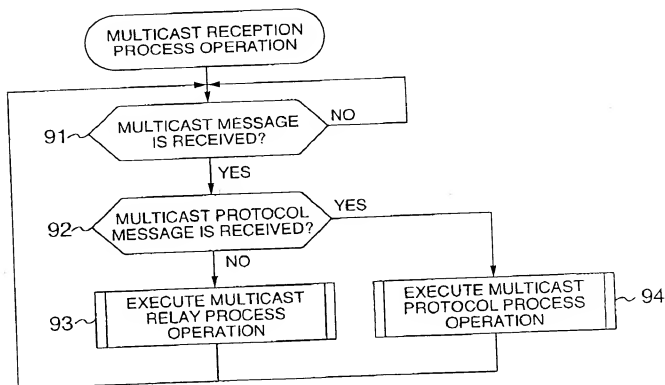 MULTICAST RECEPTION
PROCESS OPERATION
91
MULTICAST MESSAGE
IS RECEIVED?
NO
YES
92
MULTICAST PROTOCOL
MESSAGE IS RECEIVED?
YES
NO
93
EXECUTE MULTICAST
RELAY PROCESS
OPERATION
EXECUTE MULTICAST
PROTOCOL PROCESS
OPERATION
94